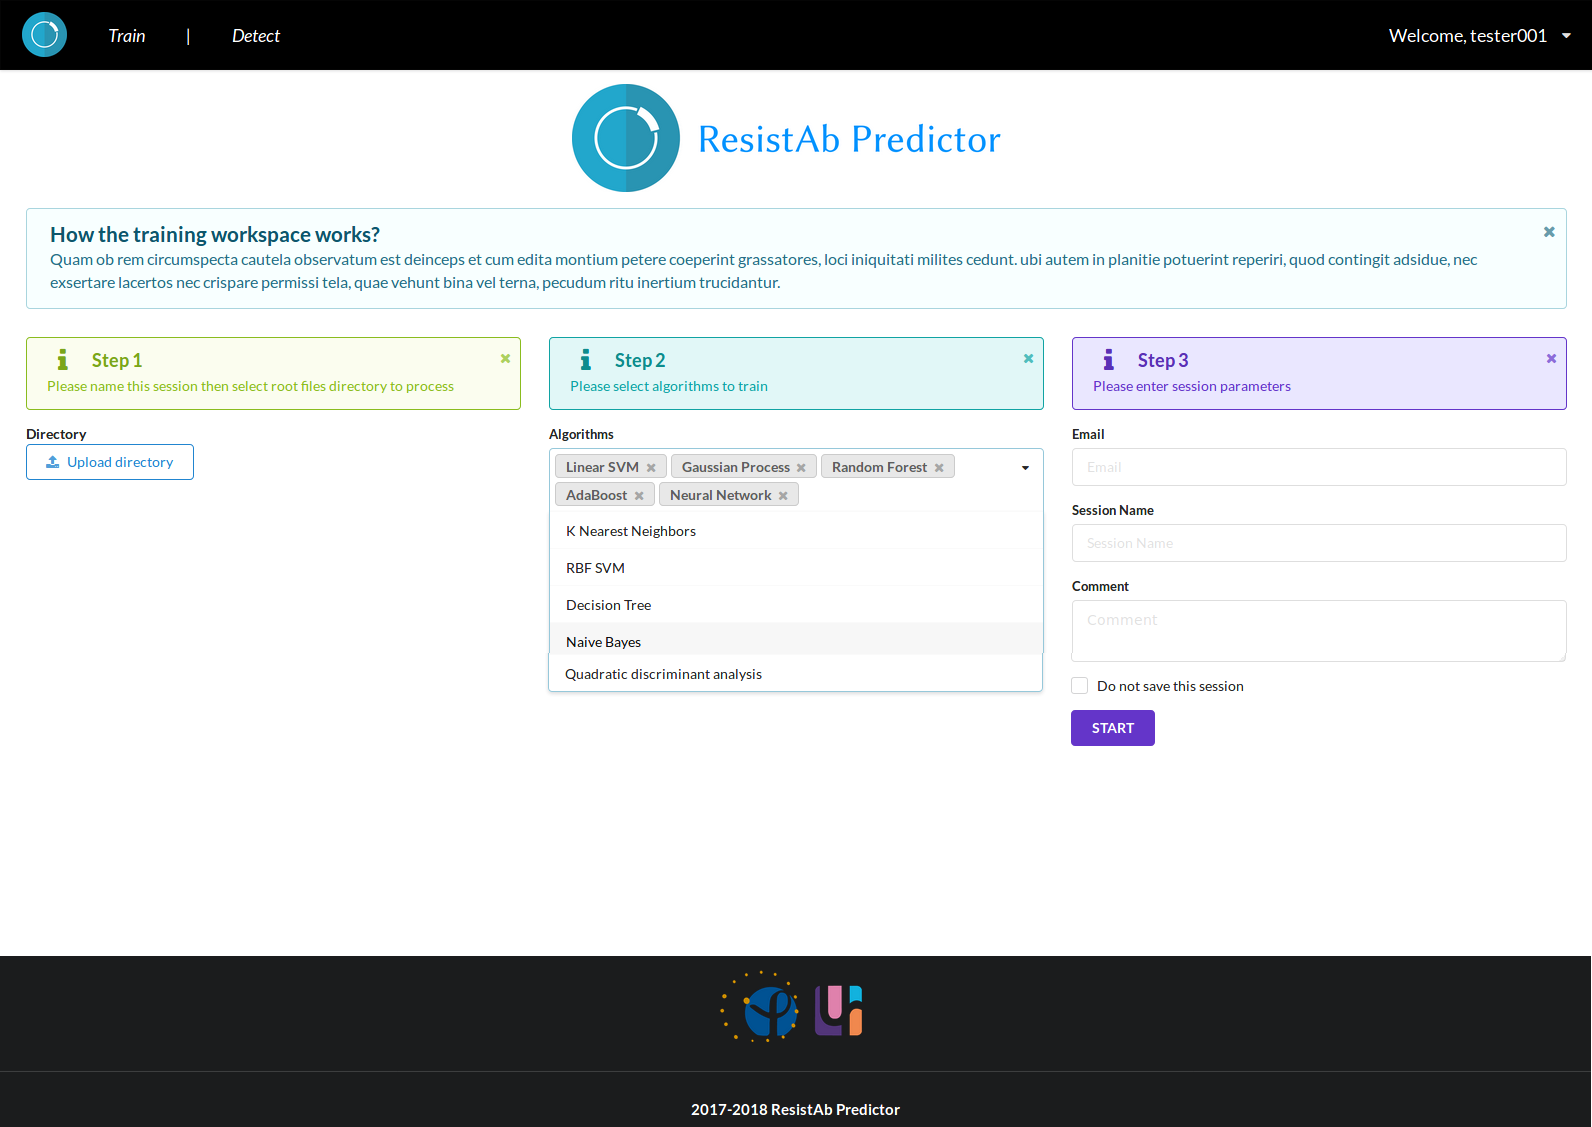 Train | Detect
Welcome, tester001
ResistAb Predictor
How the training workspace works?
Quam ob rem circumspecta cautela observatum est deinceps et cum edita montium petere coeperint grassatores, loci iniquitati milites cedunt. ubi autem in planitie potuerint reperiri, quod contingit adsidue, nec
exsertare lacertos nec crispare permissi tela, quae vehunt bina vel terna, pecudum ritu inertium trucidantur.
Step 1
Please name this session then select root files directory to process
Directory
Upload directory
Step 2
Please select algorithms to train
Algorithms
Linear SVM Gaussian Process Random Forest
AdaBoost Neural Network
K Nearest Neighbors
RBF SVM
Decision Tree
Naive Bayes
Quadratic discriminant analysis
Step 3
Please enter session parameters
Email
Email
Session Name
Session Name
Comment
Comment
Do not save this session
START
2017-2018 ResistAb Predictor